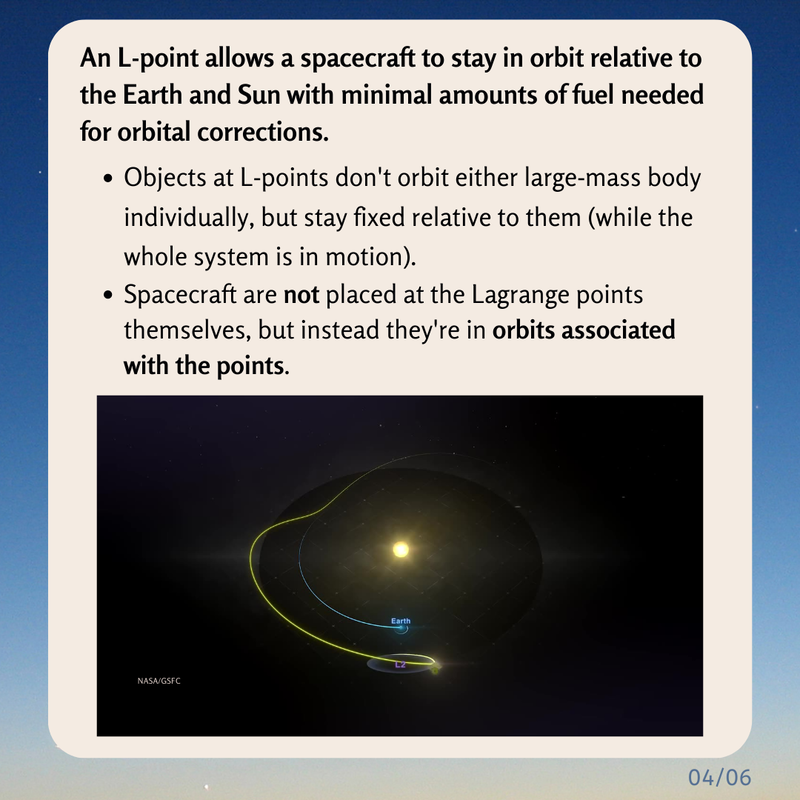 An L-point allows a spacecraft to stay in orbit relative to
the Earth and Sun with minimal amounts of fuel needed
for orbital corrections.
• Objects at L-points don't orbit either large-mass body
individually, but stay fixed relative to them (while the
whole system is in motion).
• Spacecraft are not placed at the Lagrange points
themselves, but instead they're in orbits associated
with the points.
Earth
L2
NASA/GSFC
04/06